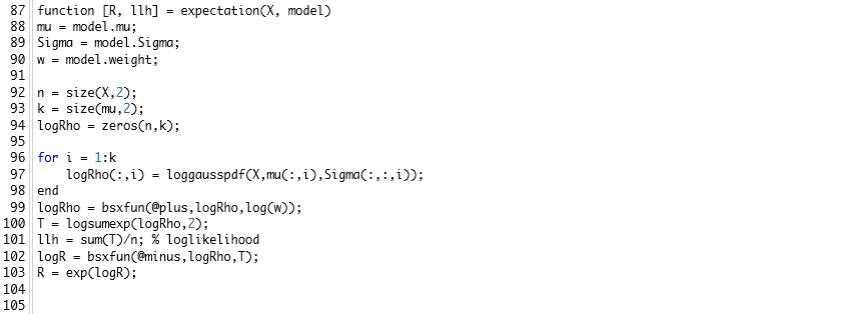 87 function [R, llh] = expectation(X, model)
88 mu = model.mu;
89 Sigma = model.Sigma;
90 w = model.weight;
91
92 n = size(X,2);
93 k = size(mu,2);
94 logRho = zeros(n,k);
95
96 for i = 1:k
97     logRho(:,i) = loggausspdf(X,mu(:,i),Sigma(:,:,i));
98 end
99 logRho = bsxfun(@plus,logRho,log(w));
100 T = logsumexp(logRho,2);
101 llh = sum(T)/n; % loglikelihood
102 logR = bsxfun(@minus,logRho,T);
103 R = exp(logR);
104
105